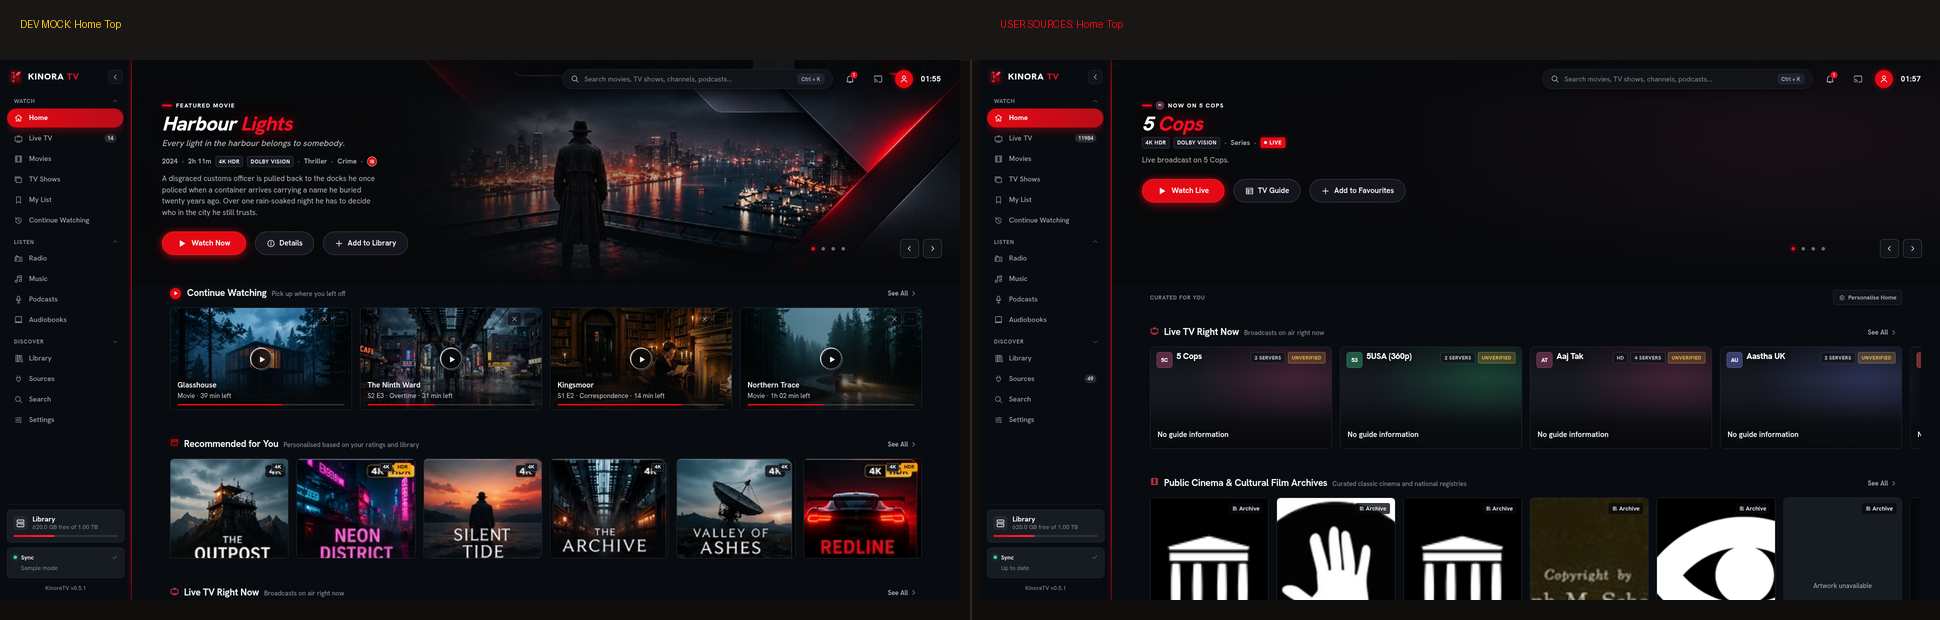 DEV MOCK: Home Top
KINORA TV
WATCH
Home
Live TV 14
Movies
TV Shows
My List
Continue Watching
LISTEN
Radio
Music
Podcasts
Audiobooks
DISCOVER
Library
Sources
Search
Settings
Library
620.0 GB free of 1.00 TB
Sync
Sample mode
KinoraTV v0.5.1
Search movies, TV shows, channels, podcasts... Ctrl + K
1
01:55
FEATURED MOVIE
Harbour Lights
Every light in the harbour belongs to somebody.
2024 · 2h 11m 4K HDR DOLBY VISION · Thriller · Crime · 18
A disgraced customs officer is pulled back to the docks he once
policed when a container arrives carrying a name he buried
twenty years ago. Over one rain-soaked night he has to decide
who in the city he still trusts.
Watch Now Details Add to Library
Continue Watching Pick up where you left off See All
Glasshouse
Movie · 39 min left
CAFE
The Ninth Ward
S2 E3 · Overtime · 31 min left
Kingsmoor
S1 E2 · Correspondence · 14 min left
Northern Trace
Movie · 1h 02 min left
Recommended for You Personalised based on your ratings and library See All
4K
THE
OUTPOST
4K HDR
NEON
DISTRICT
4K
SILENT
TIDE
4K
THE
ARCHIVE
4K
VALLEY OF
ASHES
4K HDR
REDLINE
Live TV Right Now Broadcasts on air right now See All
USER SOURCES: Home Top
KINORA TV
WATCH
Home
Live TV 11984
Movies
TV Shows
My List
Continue Watching
LISTEN
Radio
Music
Podcasts
Audiobooks
DISCOVER
Library
Sources 49
Search
Settings
Library
620.0 GB free of 1.00 TB
Sync
Up to date
KinoraTV v0.5.1
Search movies, TV shows, channels, podcasts... Ctrl + K
1
01:57
NOW ON 5 COPS
5 Cops
4K HDR DOLBY VISION · Series · LIVE
Live broadcast on 5 Cops.
Watch Live TV Guide Add to Favourites
CURATED FOR YOU Personalise Home
Live TV Right Now Broadcasts on air right now See All
5C 5 Cops 2 SERVERS UNVERIFIED
No guide information
53 5USA (360p) 2 SERVERS UNVERIFIED
No guide information
AT Aaj Tak HD 4 SERVERS UNVERIFIED
No guide information
AU Aastha UK 2 SERVERS UNVERIFIED
No guide information
Public Cinema & Cultural Film Archives Curated classic cinema and national registries See All
Archive
Archive
Archive
Archive
Copyright by
Archive
Archive
Artwork unavailable